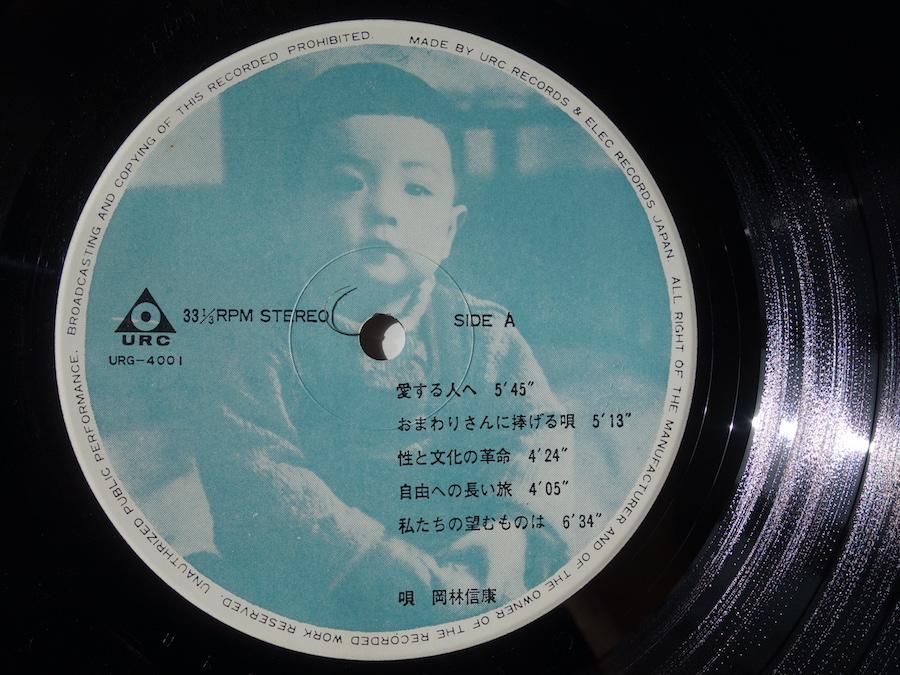 MADE BY URC RECORDS & ELEC RECORDS JAPAN. ALL RIGHT OF THE MANUFACTURER AND OF THE OWNER OF THE RECORDED WORK RESERVED. UNAUTHRIZED PUBLIC PERFORMANCE. BROADCASTING AND COPYING OF THIS RECORDED PROHIBITED.
33⅓RPM STEREO
SIDE A
URC
URG-4001
愛する人へ 5'45"
おまわりさんに捧げる唄 5'13"
性と文化の革命 4'24"
自由への長い旅 4'05"
私たちの望むものは 6'34"
唄 岡林信康